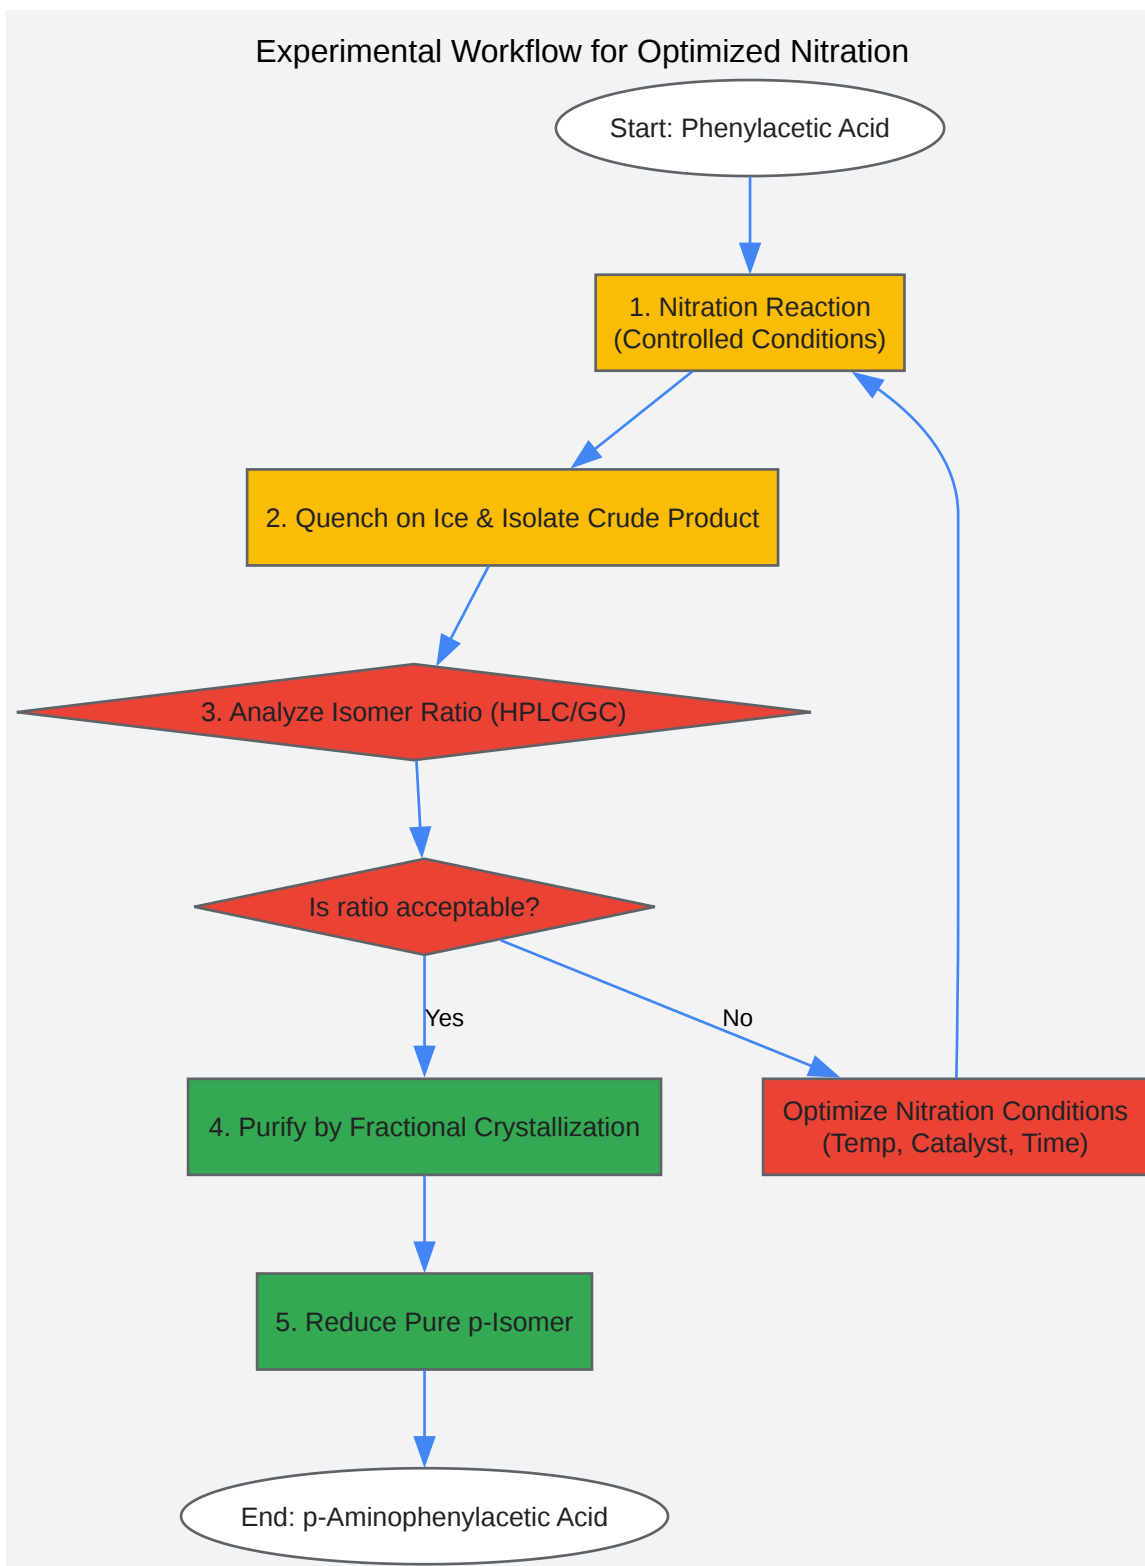 Experimental Workflow for Optimized Nitration
Start: Phenylacetic Acid
1. Nitration Reaction
(Controlled Conditions)
2. Quench on Ice & Isolate Crude Product
3. Analyze Isomer Ratio (HPLC/GC)
Is ratio acceptable?
Yes
No
4. Purify by Fractional Crystallization
Optimize Nitration Conditions
(Temp, Catalyst, Time)
5. Reduce Pure p-Isomer
End: p-Aminophenylacetic Acid